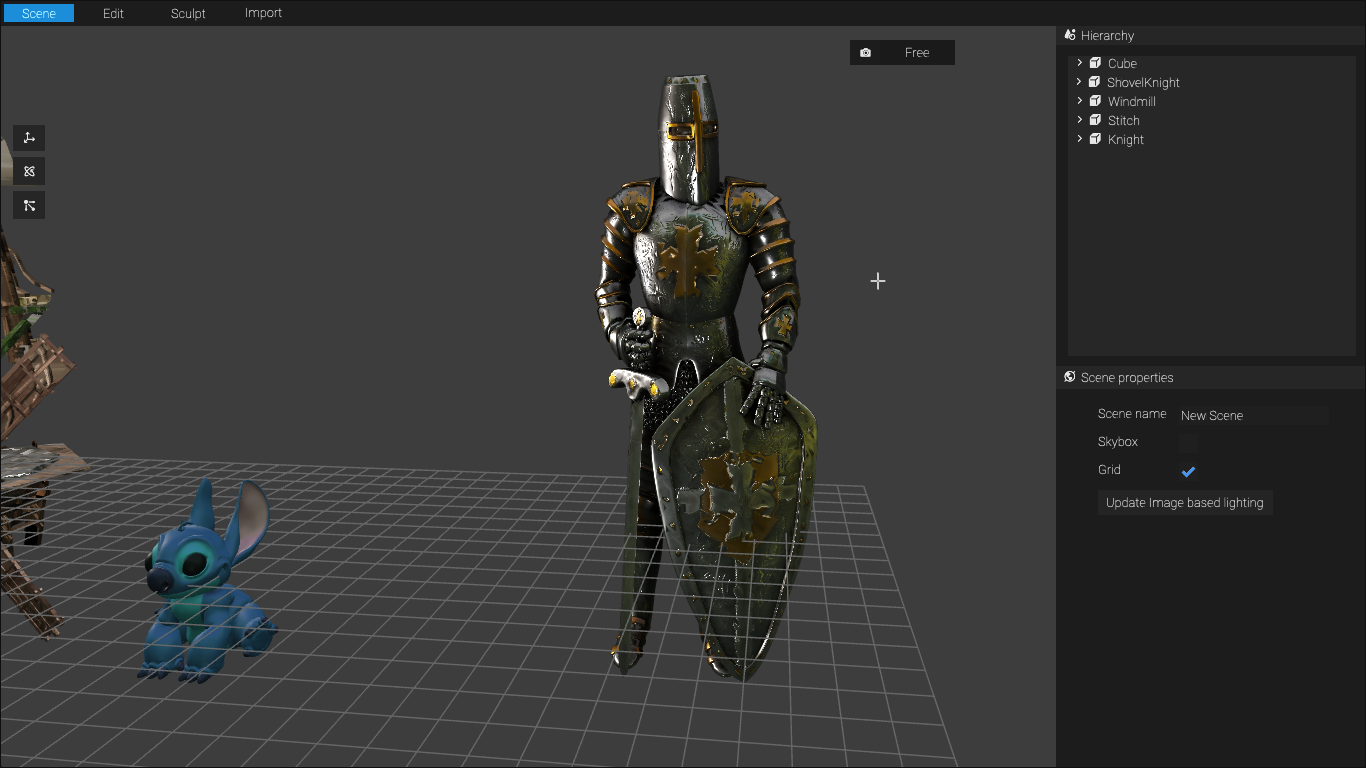 Scene Edit Sculpt Import
Free
Hierarchy
Cube
ShovelKnight
Windmill
Stitch
Knight
Scene properties
Scene name New Scene
Skybox
Grid
Update Image based lighting